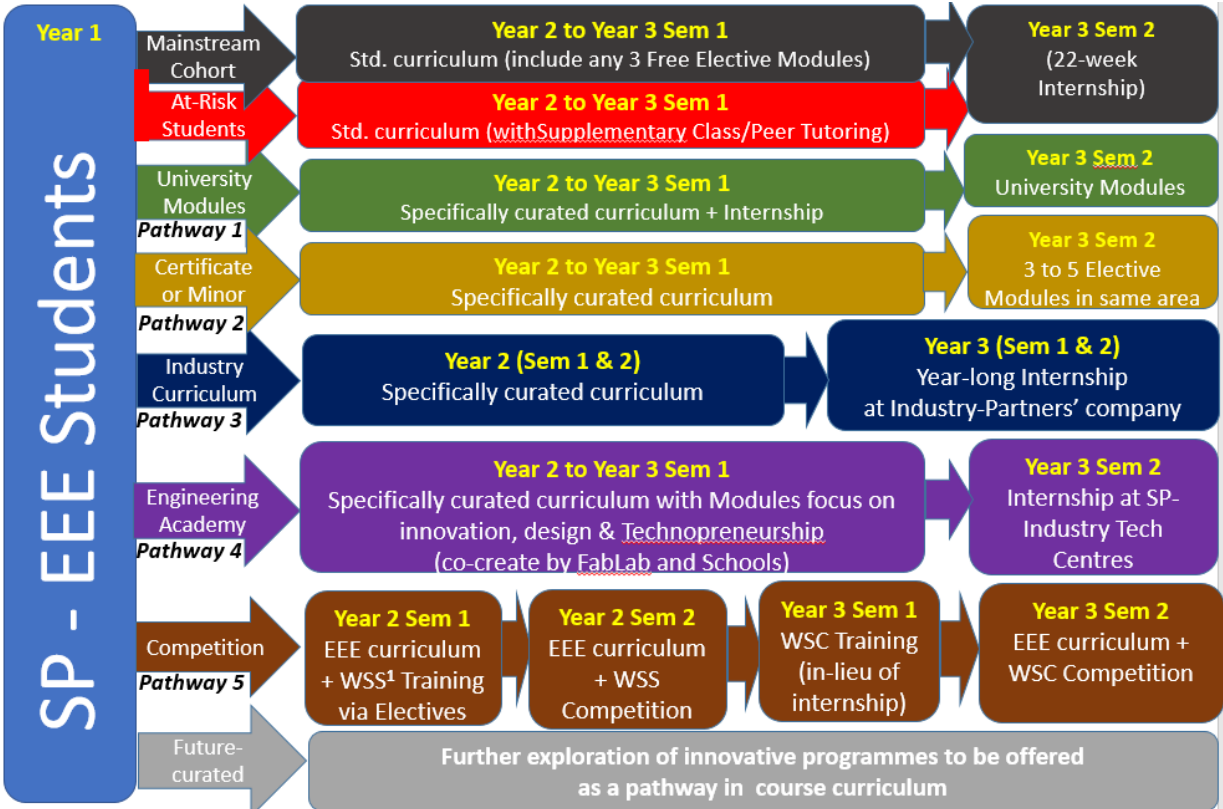 Year 1
SP - EEE Students
Mainstream
Cohort
Year 2 to Year 3 Sem 1
Std. curriculum (include any 3 Free Elective Modules)
Year 3 Sem 2
(22-week
Internship)
At-Risk
Students
Year 2 to Year 3 Sem 1
Std. curriculum (withSupplementary Class/Peer Tutoring)
University
Modules
Pathway 1
Year 2 to Year 3 Sem 1
Specifically curated curriculum + Internship
Year 3 Sem 2
University Modules
Certificate
or Minor
Pathway 2
Year 2 to Year 3 Sem 1
Specifically curated curriculum
Year 3 Sem 2
3 to 5 Elective
Modules in same area
Industry
Curriculum
Pathway 3
Year 2 (Sem 1 & 2)
Specifically curated curriculum
Year 3 (Sem 1 & 2)
Year-long Internship
at Industry-Partners’ company
Engineering
Academy
Pathway 4
Year 2 to Year 3 Sem 1
Specifically curated curriculum with Modules focus on
innovation, design & Technopreneurship
(co-create by FabLab and Schools)
Year 3 Sem 2
Internship at SP-
Industry Tech
Centres
Competition
Pathway 5
Year 2 Sem 1
EEE curriculum
+ WSS¹ Training
via Electives
Year 2 Sem 2
EEE curriculum
+ WSS
Competition
Year 3 Sem 1
WSC Training
(in-lieu of
internship)
Year 3 Sem 2
EEE curriculum +
WSC Competition
Future-
curated
Further exploration of innovative programmes to be offered
as a pathway in course curriculum